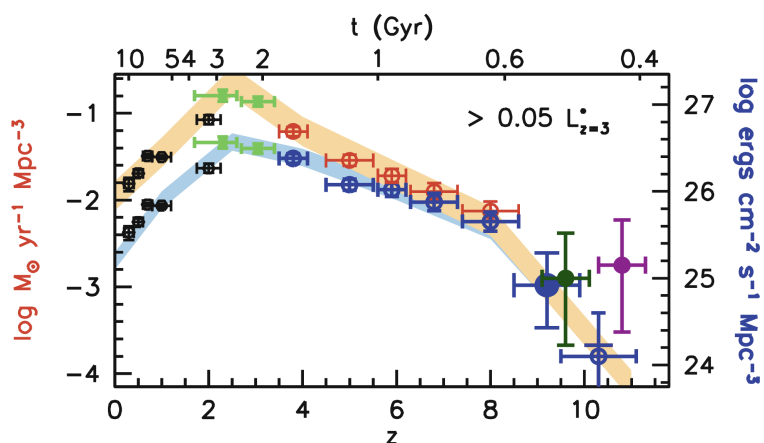 t (Gyr)
10 54 3 2 1 0.6 0.4
> 0.05 L*z=3
log M⊙ yr−1 Mpc−3
−1
−2
−3
−4
27
26
25
24
log ergs cm−2 s−1 Mpc−3
0 2 4 6 8 10
z